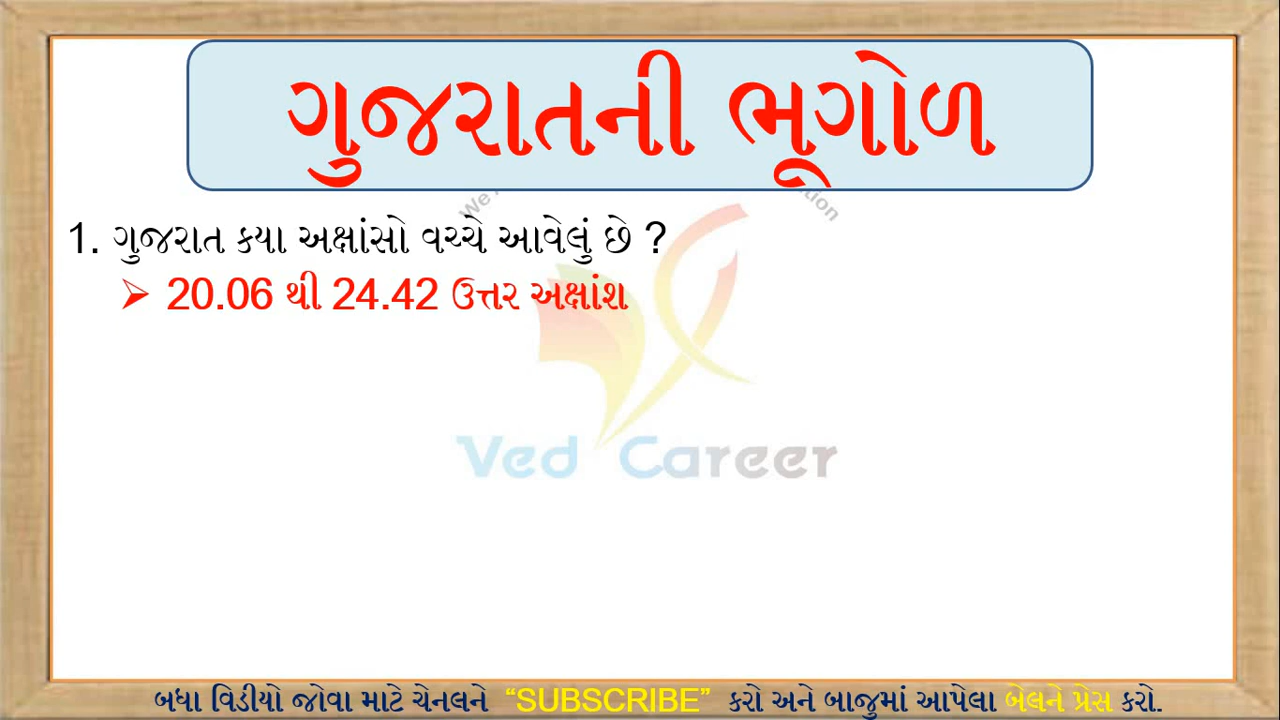 ગુજરાતની ભૂગોળ
1. ગુજરાત કયા અક્ષાંસો વચ્ચે આવેલું છે ?
➢ 20.06 થી 24.42 ઉત્તર અક્ષાંશ
Ved Career
બધા વિડીયો જોવા માટે ચેનલને “SUBSCRIBE” કરો અને બાજુમાં આપેલા બેલને પ્રેસ કરો.